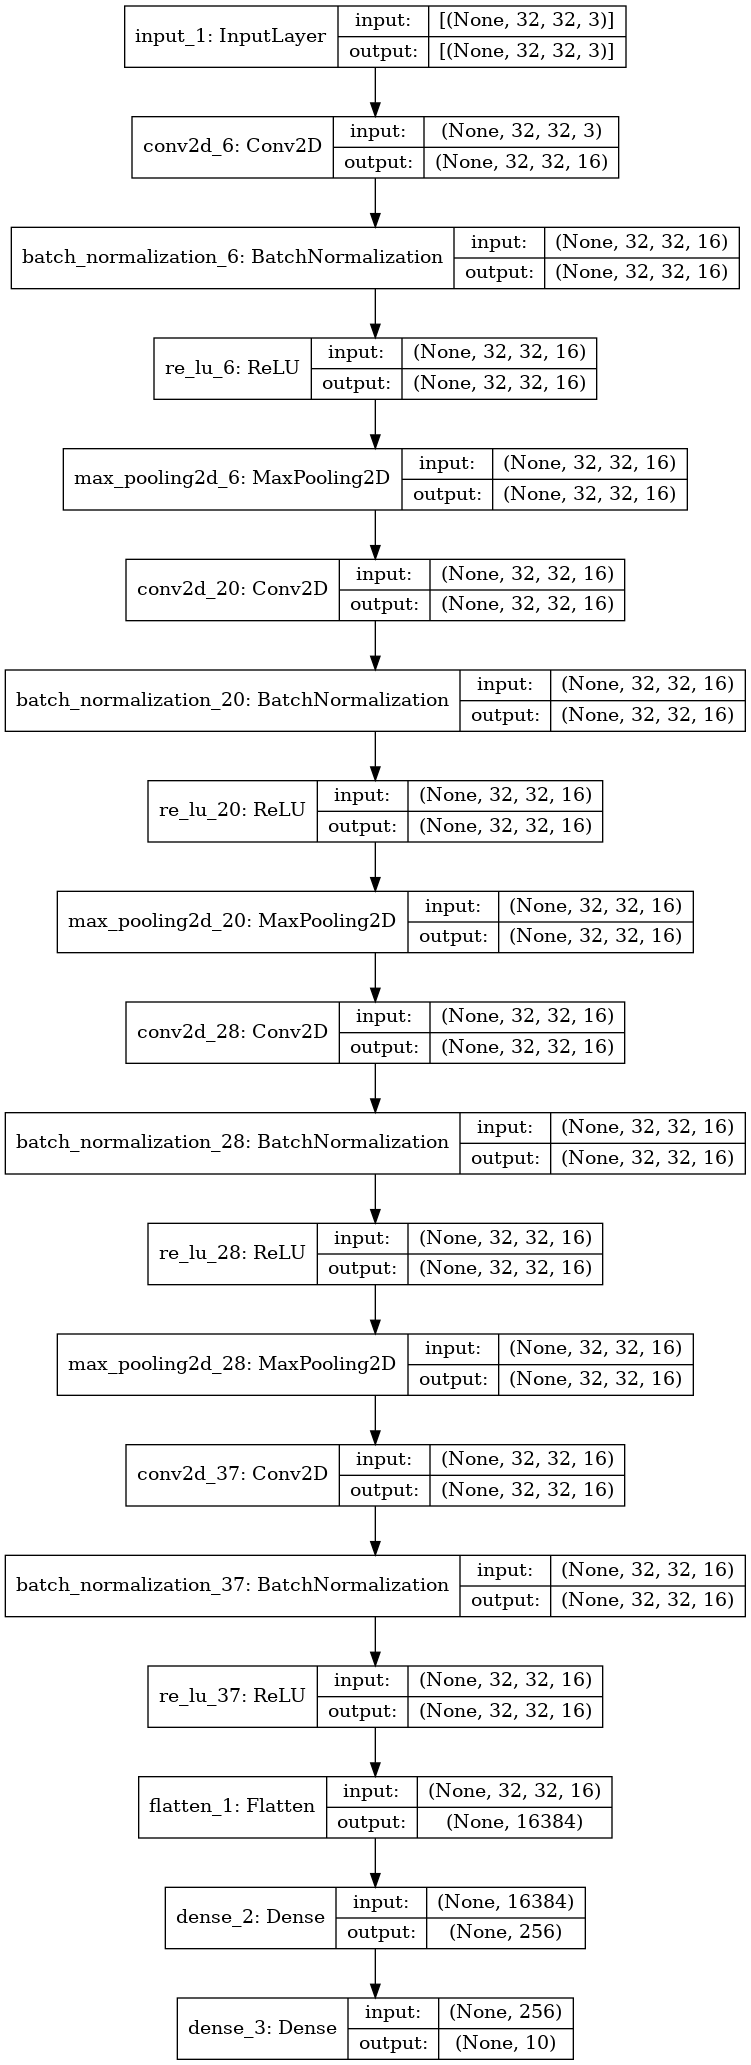 input_1: InputLayer
input: [(None, 32, 32, 3)]
output: [(None, 32, 32, 3)]
conv2d_6: Conv2D
input: (None, 32, 32, 3)
output: (None, 32, 32, 16)
batch_normalization_6: BatchNormalization
input: (None, 32, 32, 16)
output: (None, 32, 32, 16)
re_lu_6: ReLU
input: (None, 32, 32, 16)
output: (None, 32, 32, 16)
max_pooling2d_6: MaxPooling2D
input: (None, 32, 32, 16)
output: (None, 32, 32, 16)
conv2d_20: Conv2D
input: (None, 32, 32, 16)
output: (None, 32, 32, 16)
batch_normalization_20: BatchNormalization
input: (None, 32, 32, 16)
output: (None, 32, 32, 16)
re_lu_20: ReLU
input: (None, 32, 32, 16)
output: (None, 32, 32, 16)
max_pooling2d_20: MaxPooling2D
input: (None, 32, 32, 16)
output: (None, 32, 32, 16)
conv2d_28: Conv2D
input: (None, 32, 32, 16)
output: (None, 32, 32, 16)
batch_normalization_28: BatchNormalization
input: (None, 32, 32, 16)
output: (None, 32, 32, 16)
re_lu_28: ReLU
input: (None, 32, 32, 16)
output: (None, 32, 32, 16)
max_pooling2d_28: MaxPooling2D
input: (None, 32, 32, 16)
output: (None, 32, 32, 16)
conv2d_37: Conv2D
input: (None, 32, 32, 16)
output: (None, 32, 32, 16)
batch_normalization_37: BatchNormalization
input: (None, 32, 32, 16)
output: (None, 32, 32, 16)
re_lu_37: ReLU
input: (None, 32, 32, 16)
output: (None, 32, 32, 16)
flatten_1: Flatten
input: (None, 32, 32, 16)
output: (None, 16384)
dense_2: Dense
input: (None, 16384)
output: (None, 256)
dense_3: Dense
input: (None, 256)
output: (None, 10)